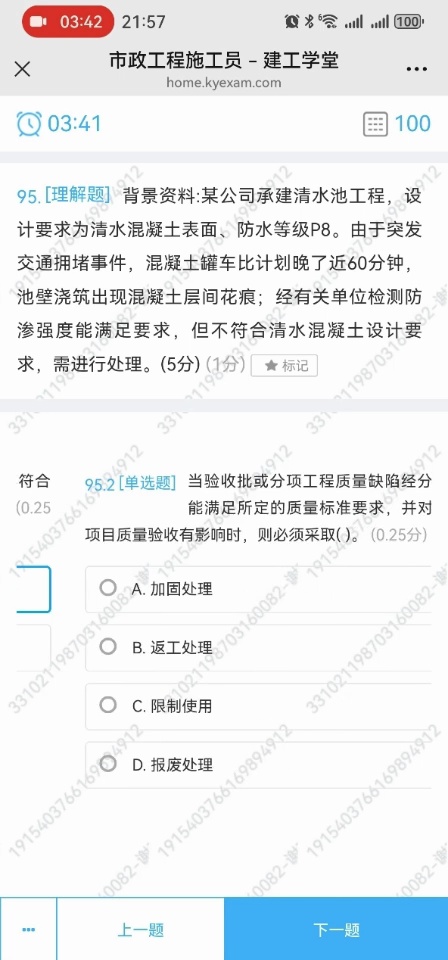 03:42 21:57 100
市政工程施工员 – 建工学堂
home.kyexam.com
03:41 100
95. [理解题] 背景资料:某公司承建清水池工程，设
计要求为清水混凝土表面、防水等级P8。由于突发
交通拥堵事件，混凝土罐车比计划晚了近60分钟，
池壁浇筑出现混凝土层间花痕；经有关单位检测防
渗强度能满足要求，但不符合清水混凝土设计要
求，需进行处理。(5分) (1分) 标记
符合
(0.25
95.2 [单选题] 当验收批或分项工程质量缺陷经分
能满足所定的质量标准要求，并对
项目质量验收有影响时，则必须采取( )。 (0.25分)
A. 加固处理
B. 返工处理
C. 限制使用
D. 报废处理
上一题 下一题